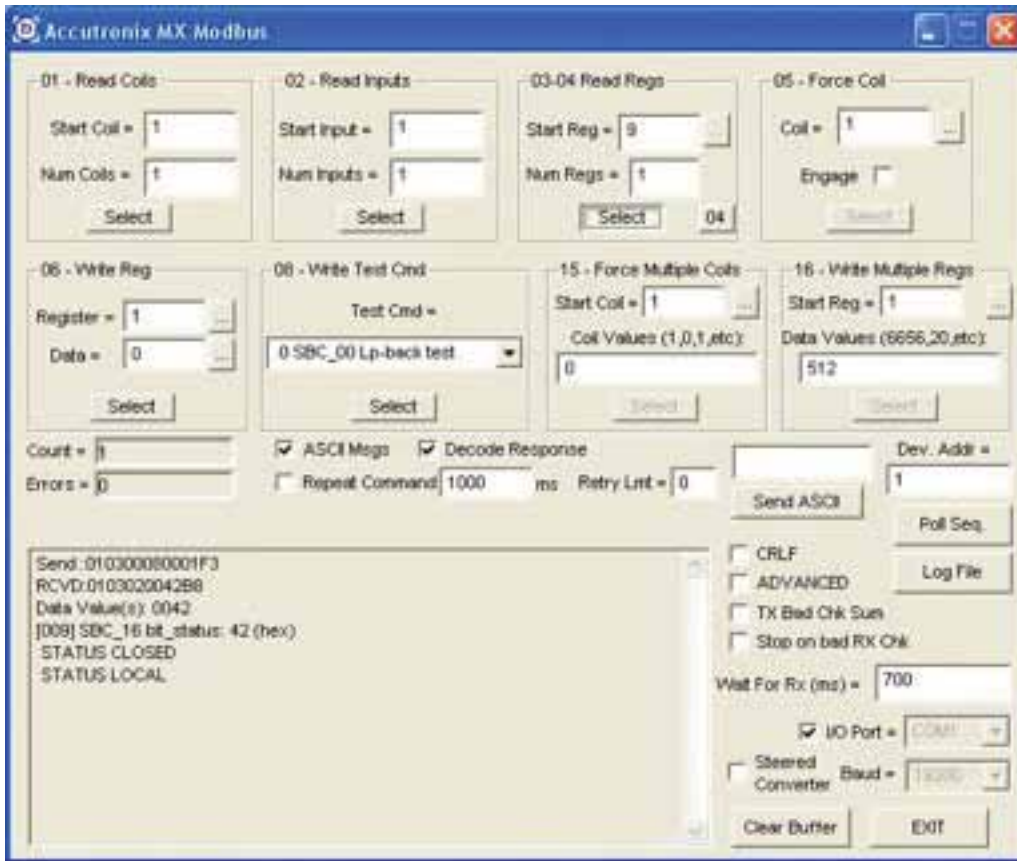 Accutronix MX Modbus
01 - Read Coils
Start Coil = 1
Num Coils = 1
Select
02 - Read Inputs
Start Input = 1
Num Inputs = 1
Select
03-04 Read Regs
Start Reg = 9 ...
Num Regs = 1
Select 04
05 - Force Coil
Coil = 1 ...
Engage
Select
06 - Write Reg
Register = 1 ...
Data = 0 ...
Select
08 - Write Test Cmd
Test Cmd =
0 SBC_00 Lp-back test
Select
15 - Force Multiple Coils
Start Coil = 1 ...
Coil Values (1,0,1,etc):
0
Select
16 - Write Multiple Regs
Start Reg = 1 ...
Data Values (6656,20,etc):
512
Select
Count = 1
Errors = 0
ASCII Msgs Decode Response
Repeat Command 1000 ms Retry Lmt = 0
Send ASCII
Dev. Addr =
1
Poll Seq.
Log File
Send :010300080001F3
RCVD:0103020042B8
Data Value(s): 0042
[009] SBC_16 bit_status: 42 (hex)
STATUS CLOSED
STATUS LOCAL
CRLF
ADVANCED
TX Bad Chk Sum
Stop on bad RX Chk
Wait For Rx (ms) = 700
I/O Port = COM1
Steered Converter Baud = 19200
Clear Buffer EXIT